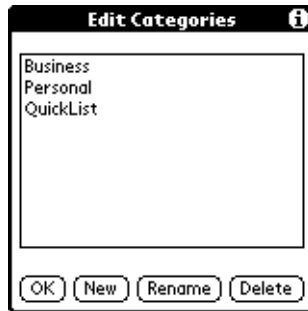 Edit Categories i
Business
Personal
QuickList
OK New Rename Delete